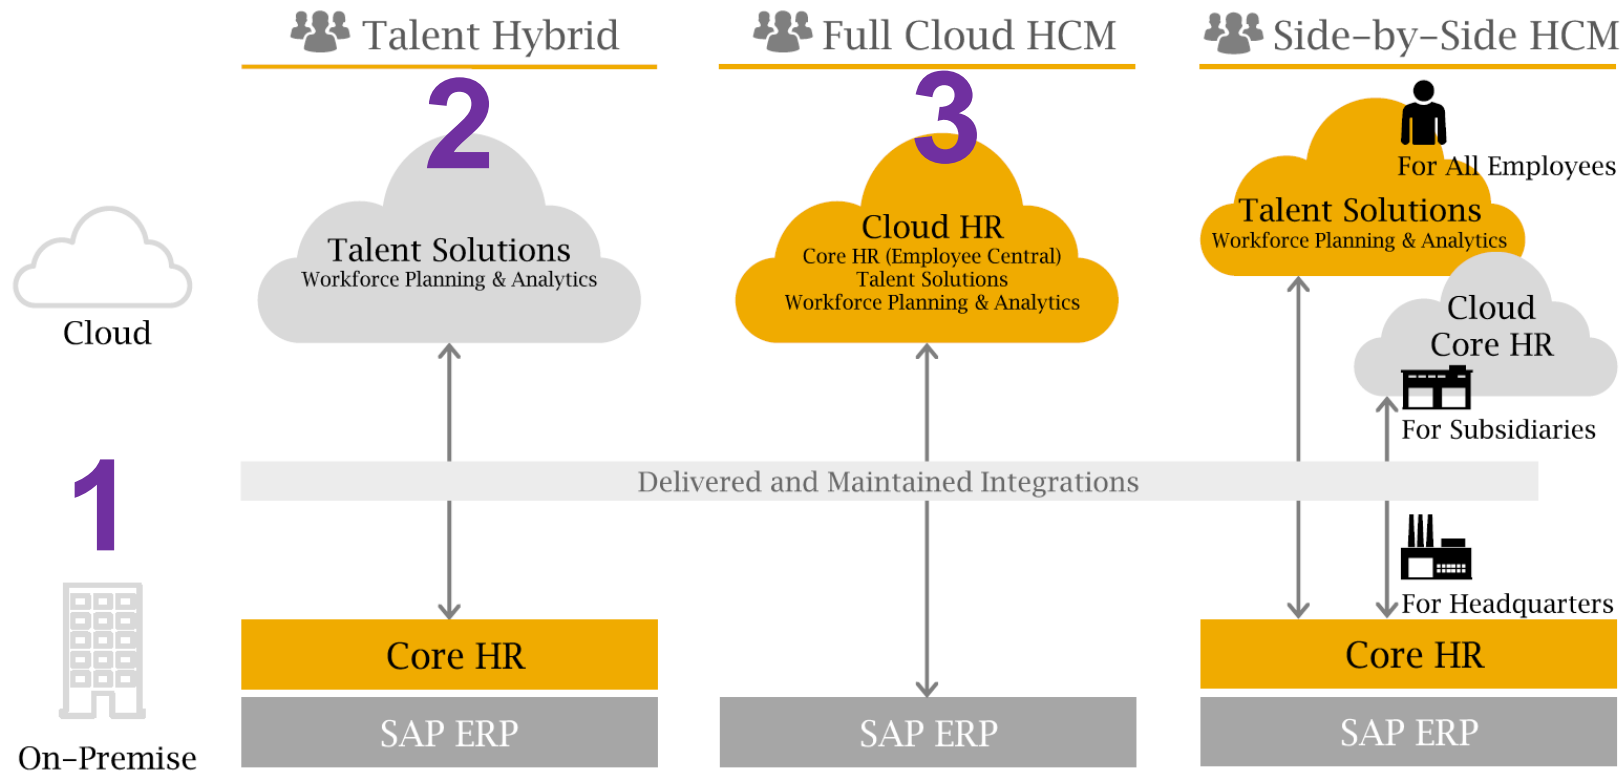 Talent Hybrid
Full Cloud HCM
Side-by-Side HCM
2
3
For All Employees
Talent Solutions
Workforce Planning & Analytics
Cloud HR
Core HR (Employee Central)
Talent Solutions
Workforce Planning & Analytics
Talent Solutions
Workforce Planning & Analytics
Cloud
Core HR
For Subsidiaries
Cloud
1
Delivered and Maintained Integrations
For Headquarters
Core HR
Core HR
SAP ERP
SAP ERP
SAP ERP
On-Premise